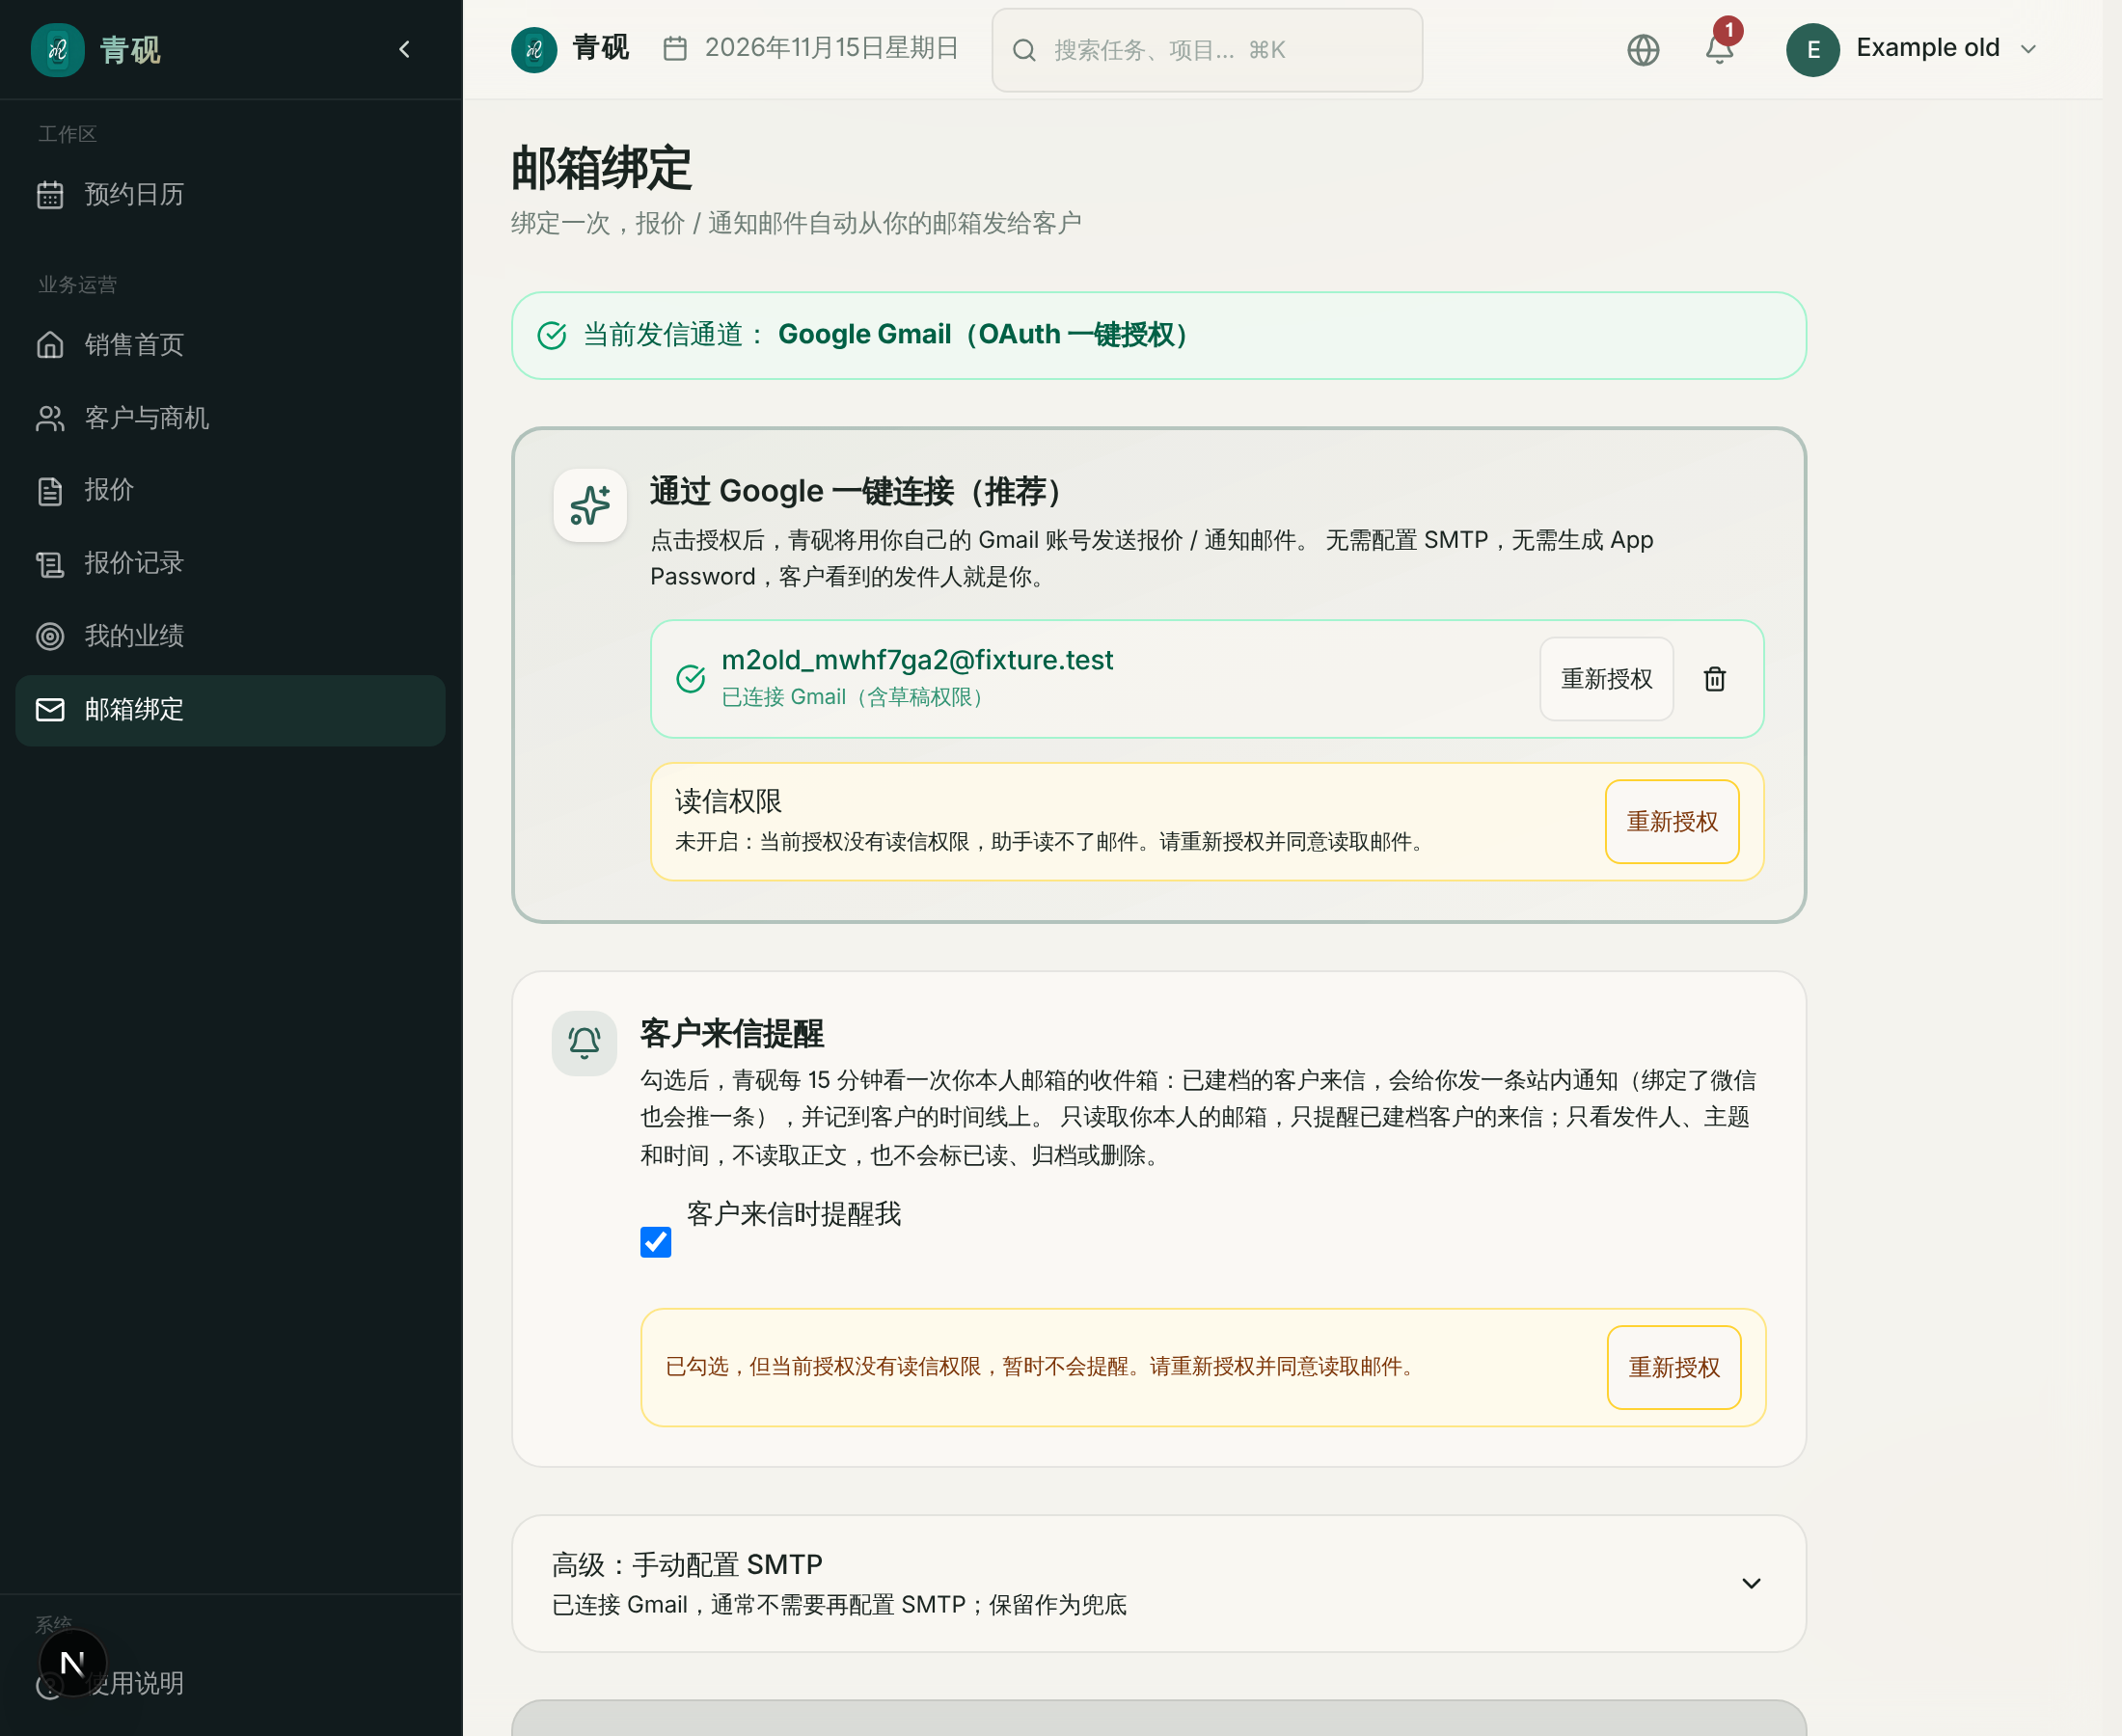 青砚
工作区
预约日历
业务运营
销售首页
客户与商机
报价
报价记录
我的业绩
邮箱绑定
系统
使用说明
青砚
2026年11月15日星期日
搜索任务、项目... ⌘K
1
E
Example old
邮箱绑定
绑定一次，报价 / 通知邮件自动从你的邮箱发给客户
当前发信通道： Google Gmail（OAuth 一键授权）
通过 Google 一键连接（推荐）
点击授权后，青砚将用你自己的 Gmail 账号发送报价 / 通知邮件。 无需配置 SMTP，无需生成 App
Password，客户看到的发件人就是你。
m2old_mwhf7ga2@fixture.test
已连接 Gmail（含草稿权限）
重新授权
读信权限
未开启：当前授权没有读信权限，助手读不了邮件。请重新授权并同意读取邮件。
重新授权
客户来信提醒
勾选后，青砚每 15 分钟看一次你本人邮箱的收件箱：已建档的客户来信，会给你发一条站内通知（绑定了微信
也会推一条），并记到客户的时间线上。 只读取你本人的邮箱，只提醒已建档客户的来信；只看发件人、主题
和时间，不读取正文，也不会标已读、归档或删除。
客户来信时提醒我
已勾选，但当前授权没有读信权限，暂时不会提醒。请重新授权并同意读取邮件。
重新授权
高级：手动配置 SMTP
已连接 Gmail，通常不需要再配置 SMTP；保留作为兜底
N